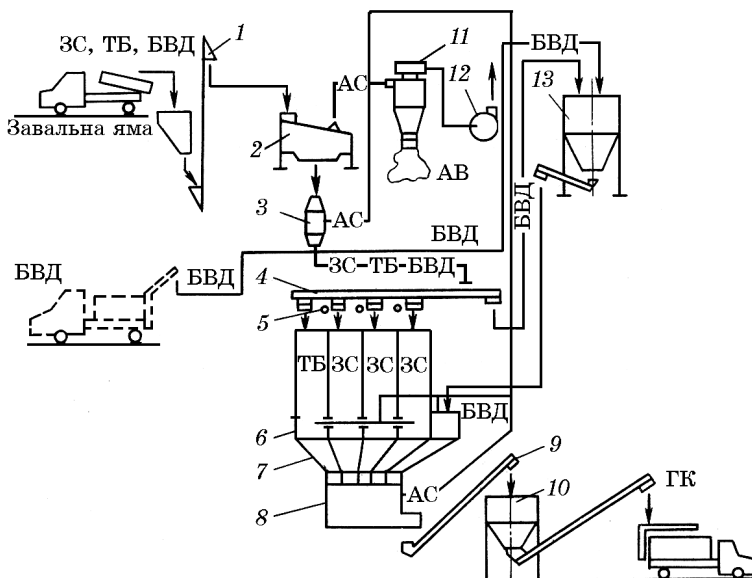 ЗС, ТБ, БВД
1
11
БВД
12
13
АС
Завальна яма
2
АВ
3
АС
БВД
БВД
БВД
БВД
ЗС-ТБ-БВД
4
5
ТБ
ЗС
ЗС
ЗС
БВД
6
7
9
АС
8
10
ГК